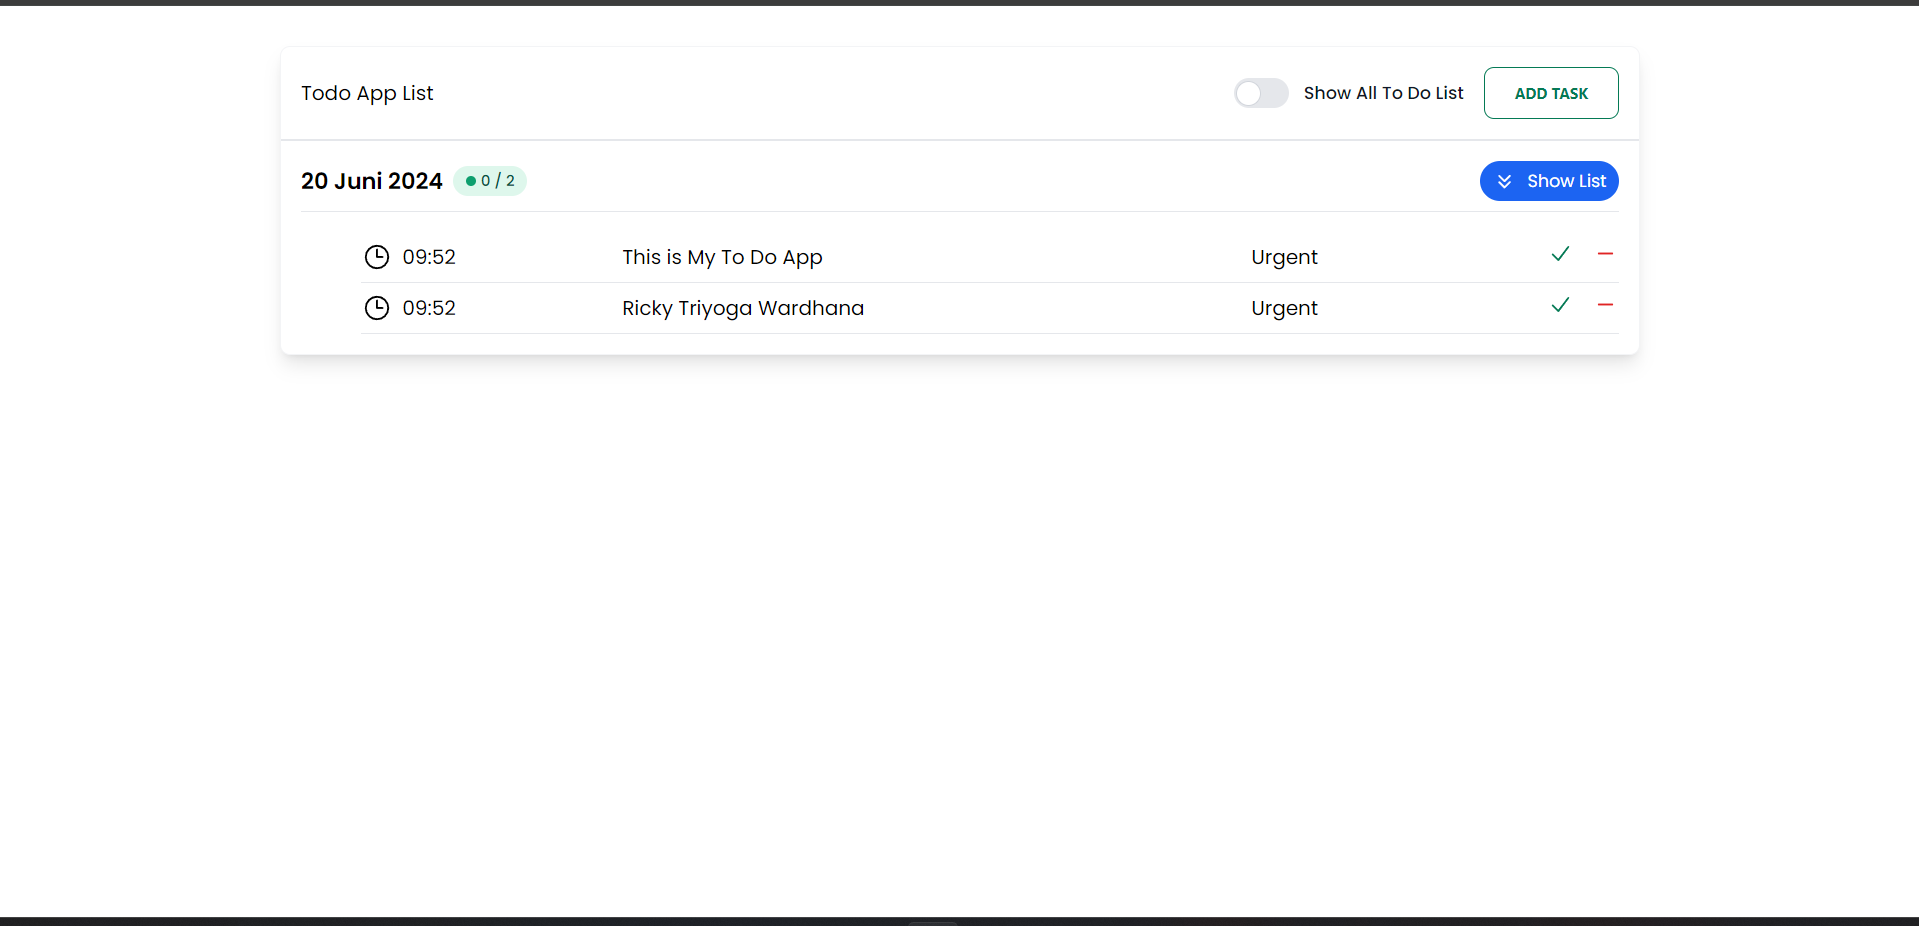 Todo App List
Show All To Do List
ADD TASK
20 Juni 2024
0 / 2
Show List
09:52 This is My To Do App Urgent
09:52 Ricky Triyoga Wardhana Urgent